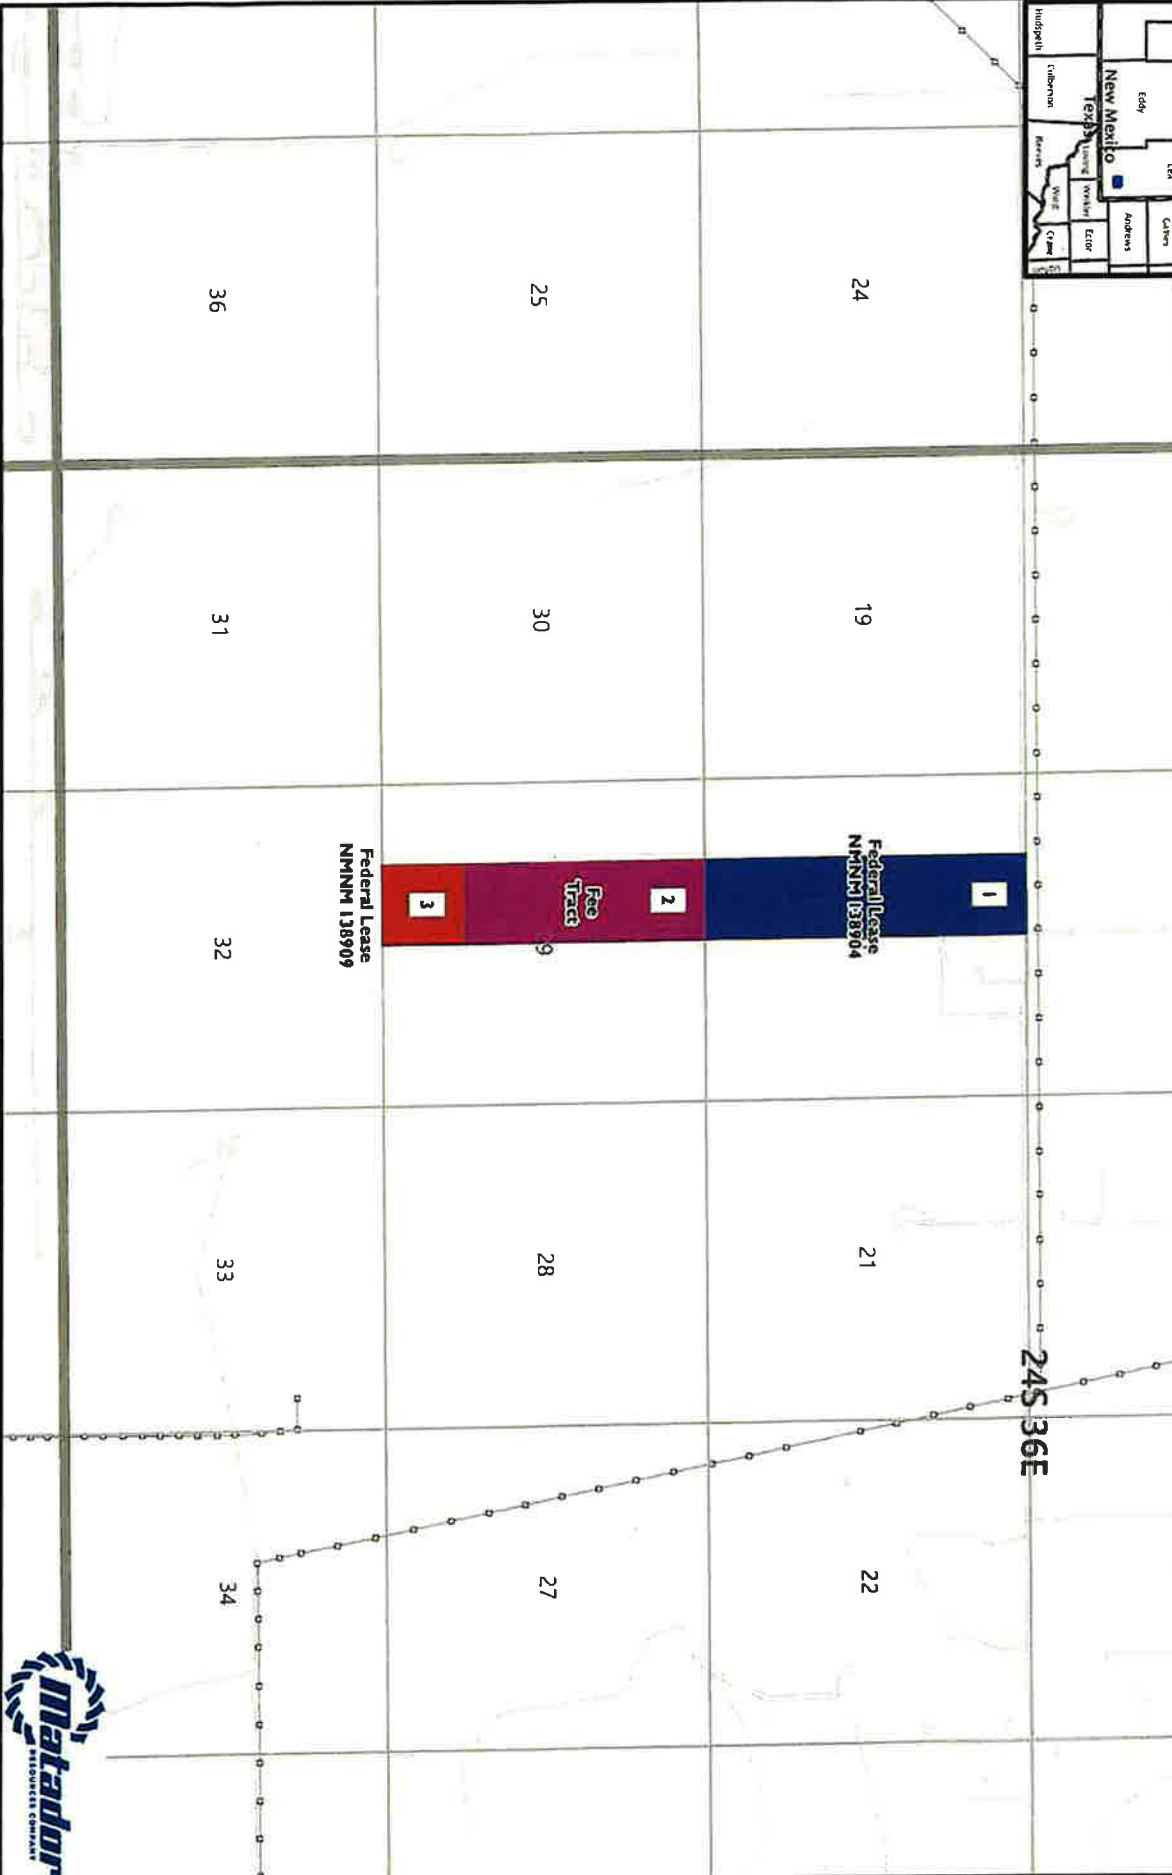 Eddy
New Mexico
Texas
Hudspeth
Culberson
Reeves
Loving
Winkler
Ward
Ector
Crane
Andrews
Gaines
24S 36E
24
19
1
Federal Lease
NMNM 138904
21
22
25
30
2
Fee
Tract
28
27
36
31
3
Federal Lease
NMNM 138909
32
33
34
Matador
RESOURCES COMPANY